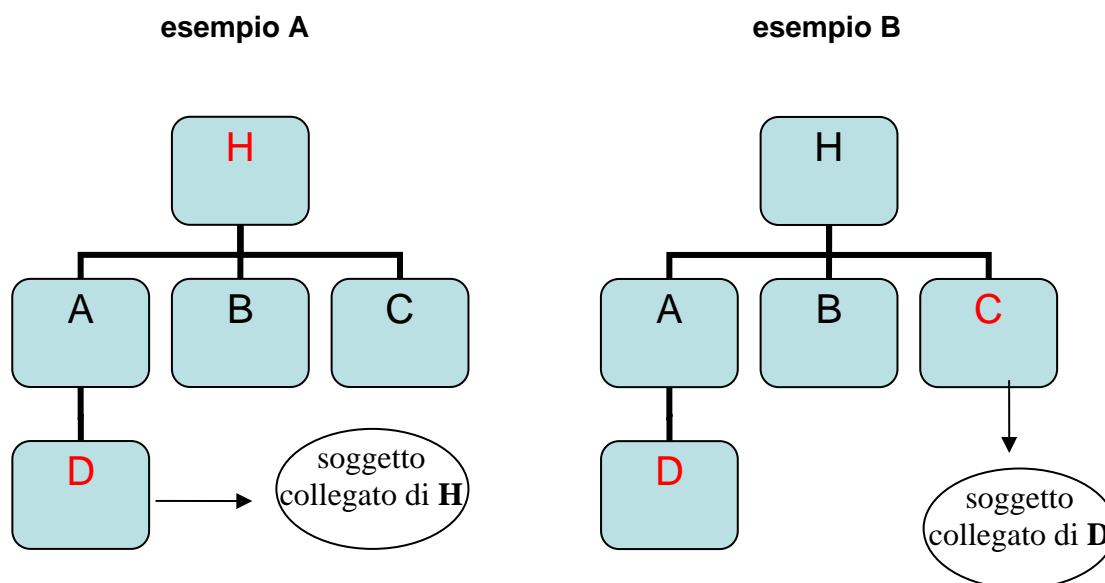 esempio A
esempio B
H
A
B
C
D
soggetto
collegato di H
H
A
B
C
D
soggetto
collegato di D